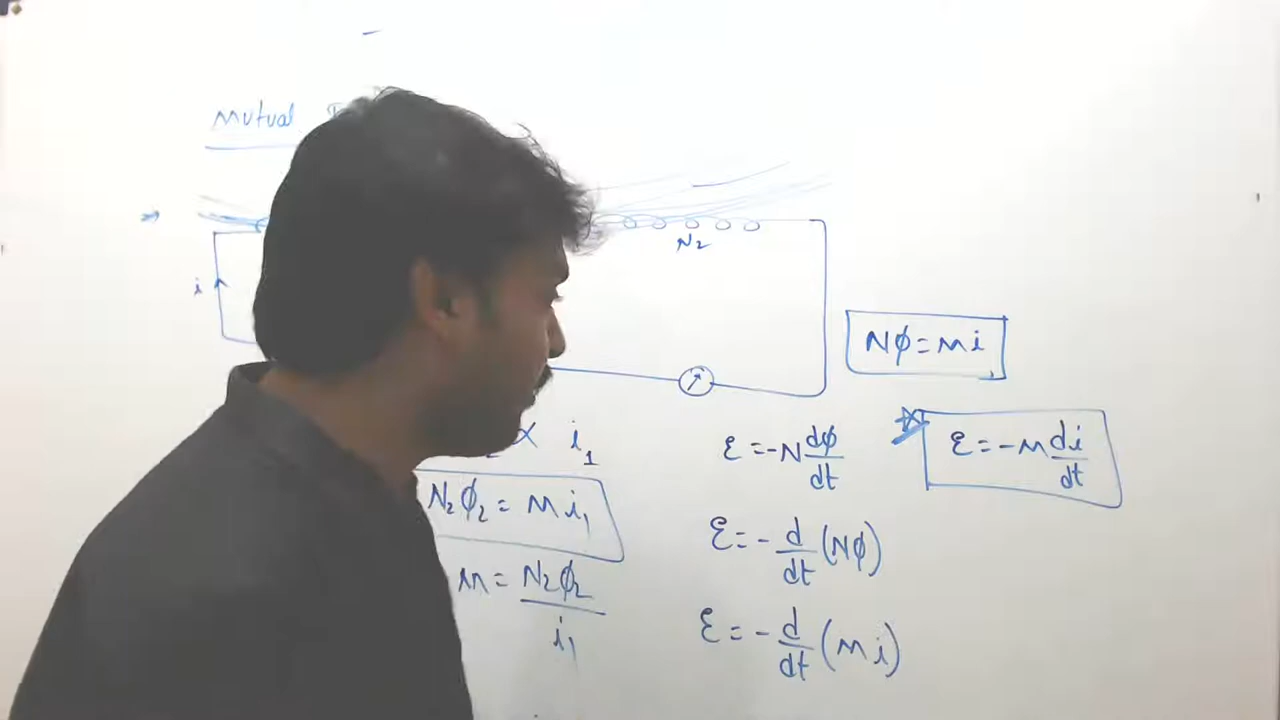 Mutual
N₂
i
Nϕ=Mi
∝ i₁
N₂ϕ₂ = Mi₁
M = N₂ϕ₂/i₁
ε = -N dϕ/dt
ε = - d/dt (Nϕ)
ε = - d/dt (Mi)
ε = -M di/dt